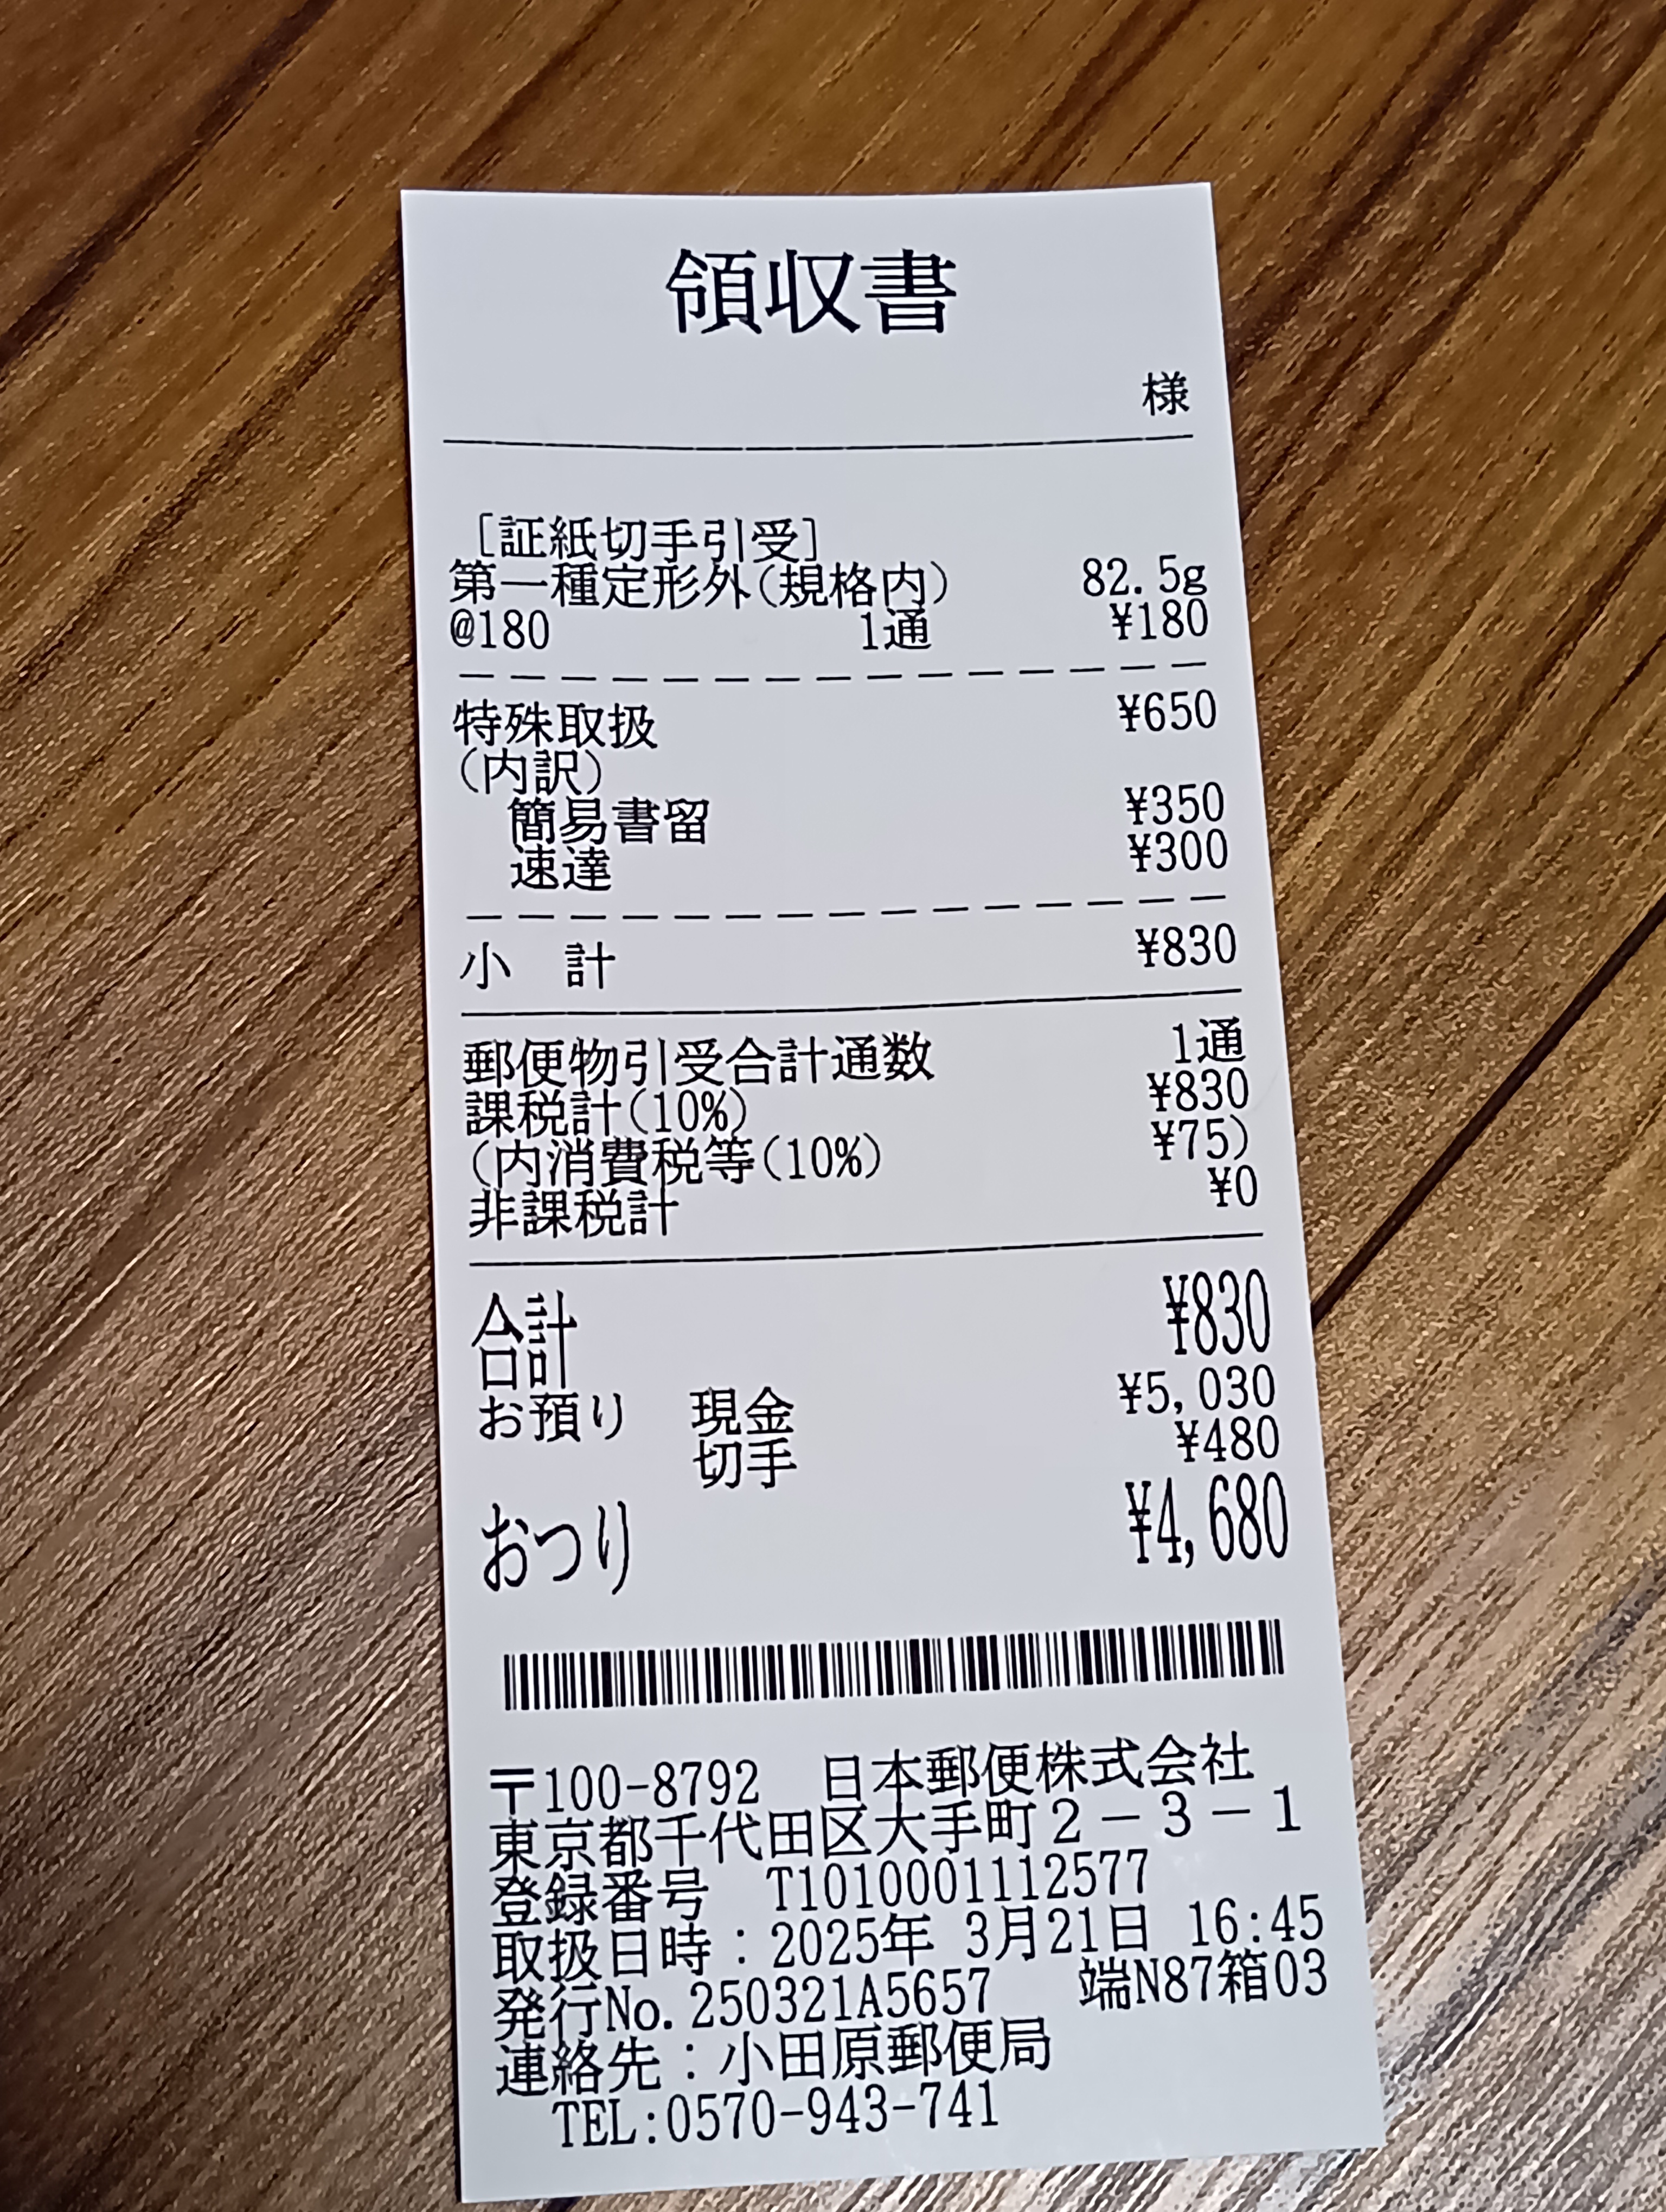 領収書
様
[証紙切手引受]
第一種定形外(規格内) 82.5g
@180 1通 ¥180
特殊取扱 ¥650
(内訳)
簡易書留 ¥350
速達 ¥300
小 計 ¥830
郵便物引受合計通数 1通
課税計(10%) ¥830
(内消費税等(10%) ¥75)
非課税計 ¥0
合計 ¥830
お預り 現金 ¥5,030
切手 ¥480
おつり ¥4,680
〒100-8792 日本郵便株式会社
東京都千代田区大手町2-3-1
登録番号 T1010001112577
取扱日時:2025年 3月21日 16:45
発行No.250321A5657 端N87箱03
連絡先:小田原郵便局
TEL:0570-943-741